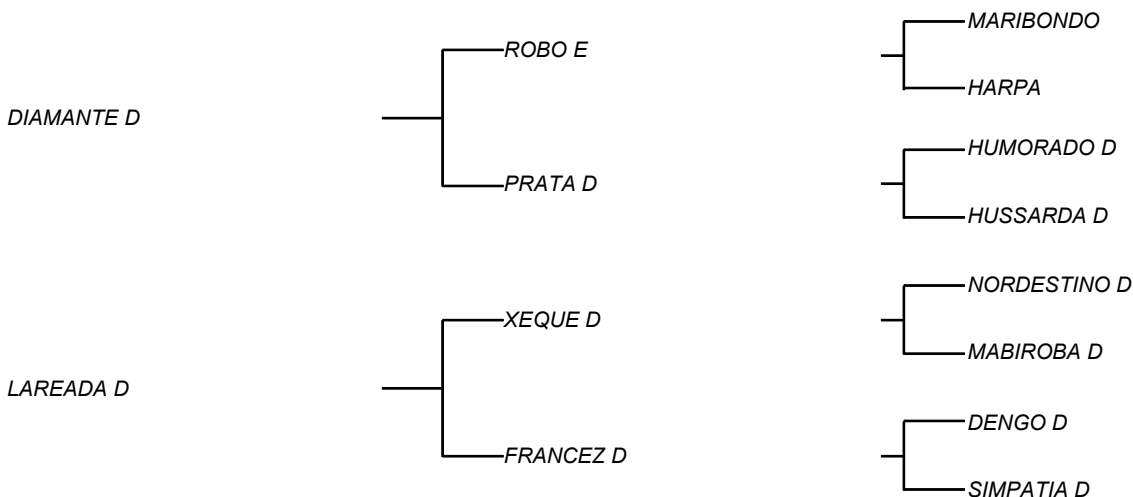 MARIBONDO
ROBO E
HARPA
DIAMANTE D
HUMORADO D
PRATA D
HUSSARDA D
NORDESTINO D
XEQUE D
MABIROBA D
LAREADA D
DENGO D
FRANCEZ D
SIMPATIA D